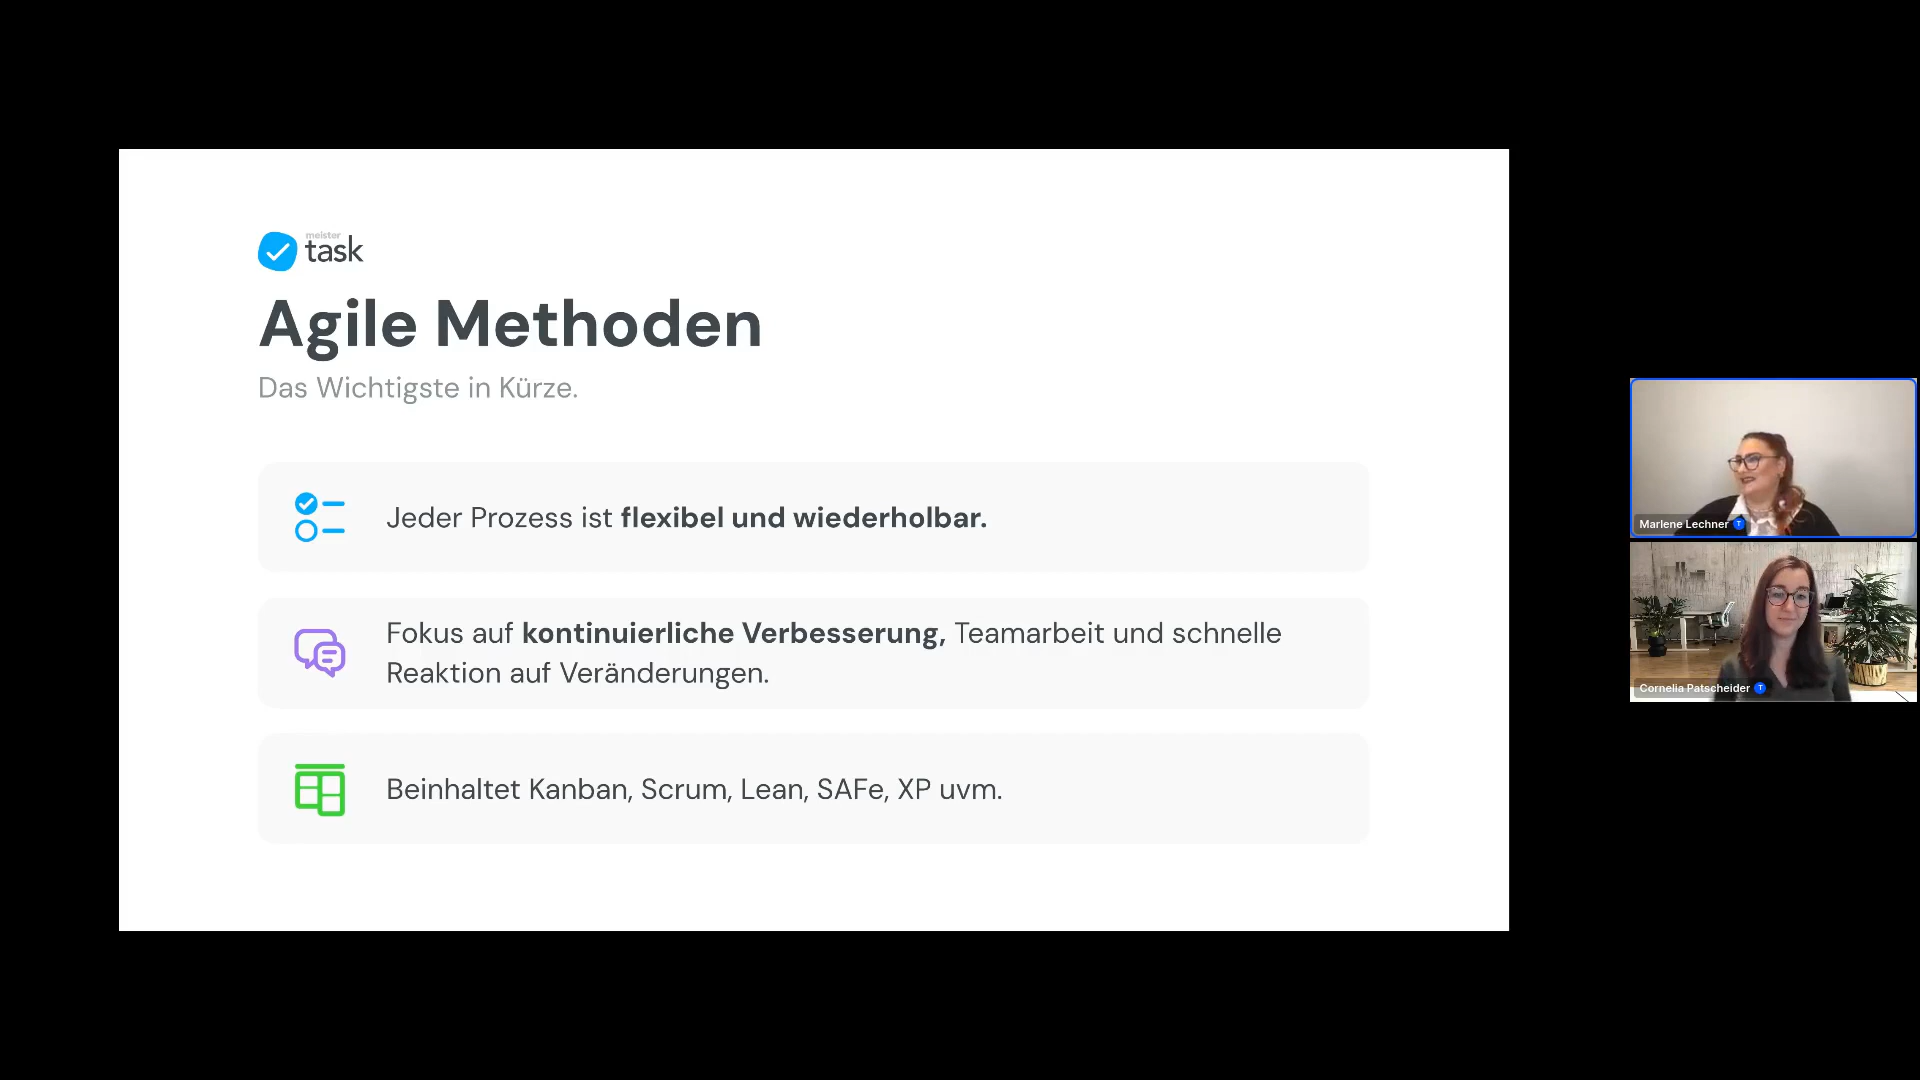 meister
task
Agile Methoden
Das Wichtigste in Kürze.
Jeder Prozess ist flexibel und wiederholbar.
Fokus auf kontinuierliche Verbesserung, Teamarbeit und schnelle
Reaktion auf Veränderungen.
Beinhaltet Kanban, Scrum, Lean, SAFe, XP uvm.
Marlene Lechner T
Cornelia Patscheider T